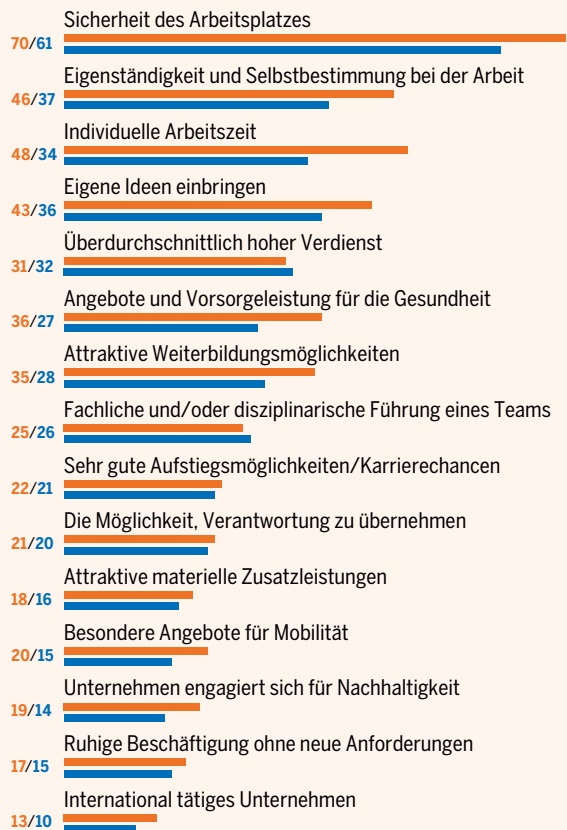 Sicherheit des Arbeitsplatzes
70/61
Eigenständigkeit und Selbstbestimmung bei der Arbeit
46/37
Individuelle Arbeitszeit
48/34
Eigene Ideen einbringen
43/36
Überdurchschnittlich hoher Verdienst
31/32
Angebote und Vorsorgeleistung für die Gesundheit
36/27
Attraktive Weiterbildungsmöglichkeiten
35/28
Fachliche und/oder disziplinarische Führung eines Teams
25/26
Sehr gute Aufstiegsmöglichkeiten/Karrierechancen
22/21
Die Möglichkeit, Verantwortung zu übernehmen
21/20
Attraktive materielle Zusatzleistungen
18/16
Besondere Angebote für Mobilität
20/15
Unternehmen engagiert sich für Nachhaltigkeit
19/14
Ruhige Beschäftigung ohne neue Anforderungen
17/15
International tätiges Unternehmen
13/10